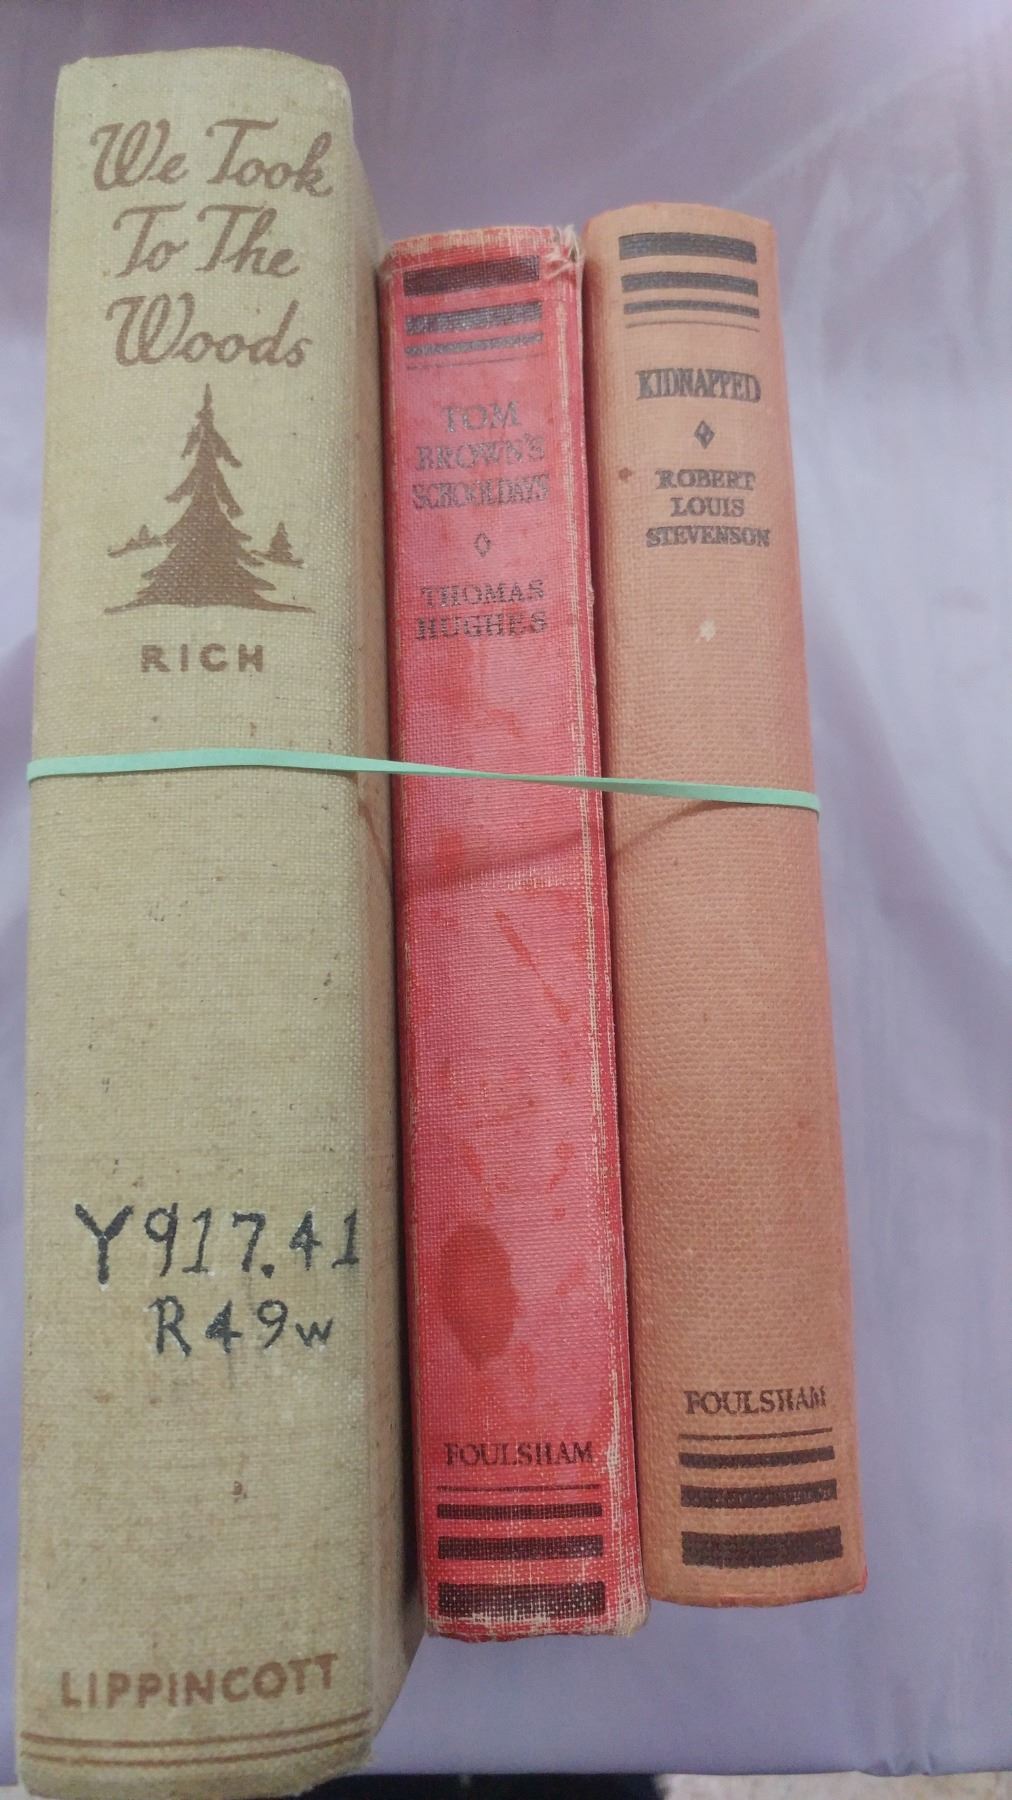 We Took
To The
Woods
RICH
Y917.41
R49w
LIPPINCOTT
TOM
BROWN'S
SCHOOLDAYS
THOMAS
HUGHES
FOULSHAM
KIDNAPPED
ROBERT
LOUIS
STEVENSON
FOULSHAM